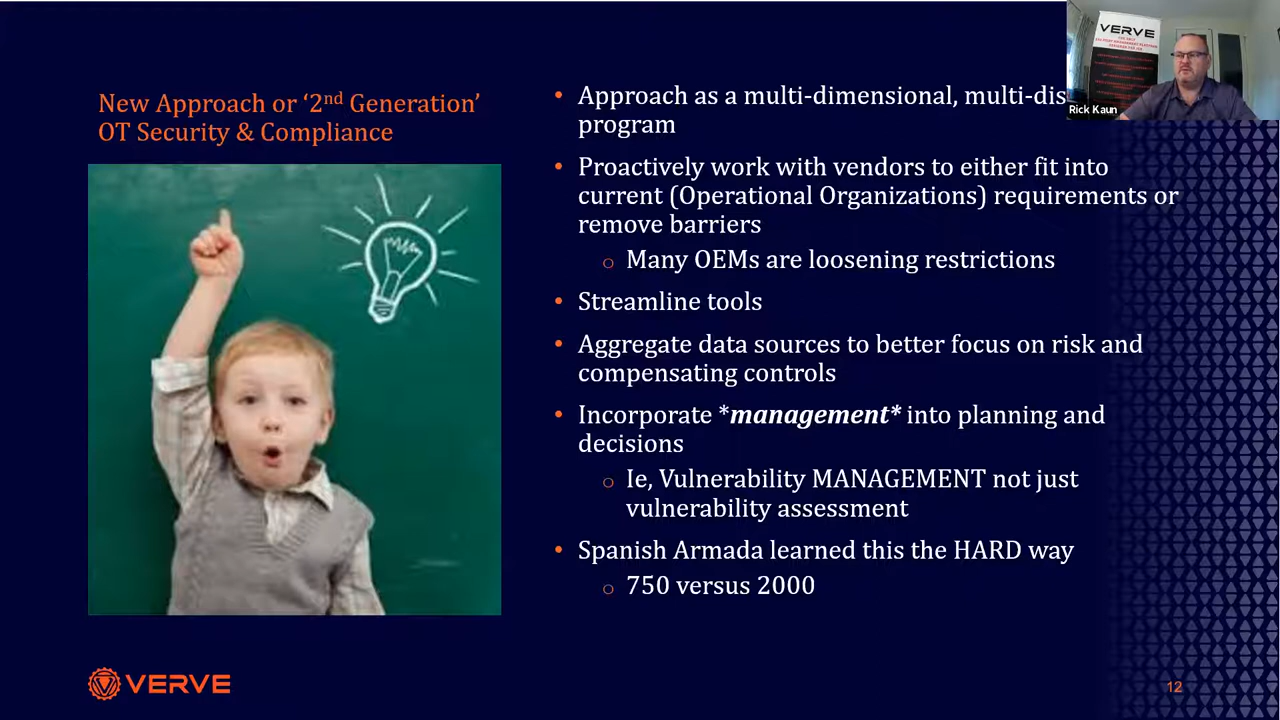 New Approach or ‘2nd Generation’
OT Security & Compliance
• Approach as a multi-dimensional,
program
• Proactively work with vendors to either fit into
current (Operational Organizations) requirements or
remove barriers
o Many OEMs are loosening restrictions
• Streamline tools
• Aggregate data sources to better focus on risk and
compensating controls
• Incorporate *management* into planning and
decisions
o Ie, Vulnerability MANAGEMENT not just
vulnerability assessment
• Spanish Armada learned this the HARD way
o 750 versus 2000
VERVE
Rick Kaun
VERVE
12